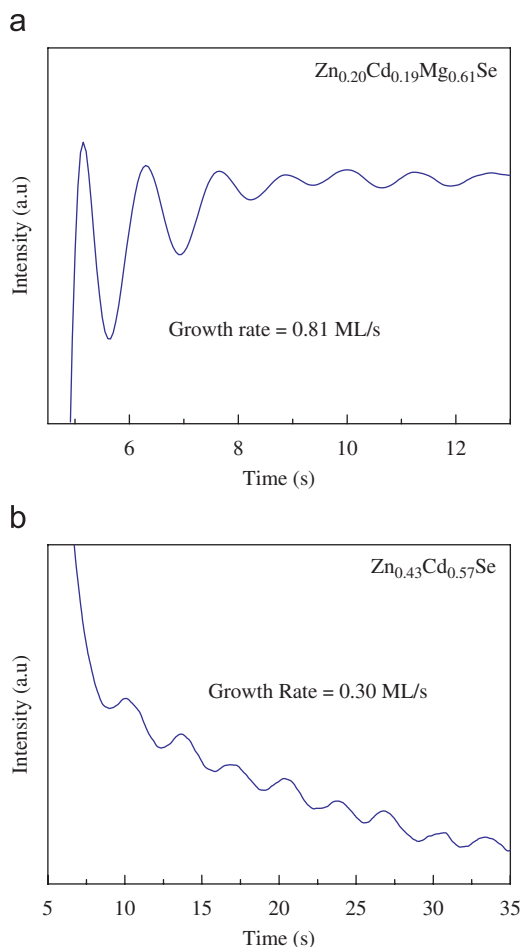 a
Zn0.20Cd0.19Mg0.61Se
Intensity (a.u)
Growth rate = 0.81 ML/s
6 8 10 12
Time (s)
b
Zn0.43Cd0.57Se
Intensity (a.u)
Growth Rate = 0.30 ML/s
5 10 15 20 25 30 35
Time (s)